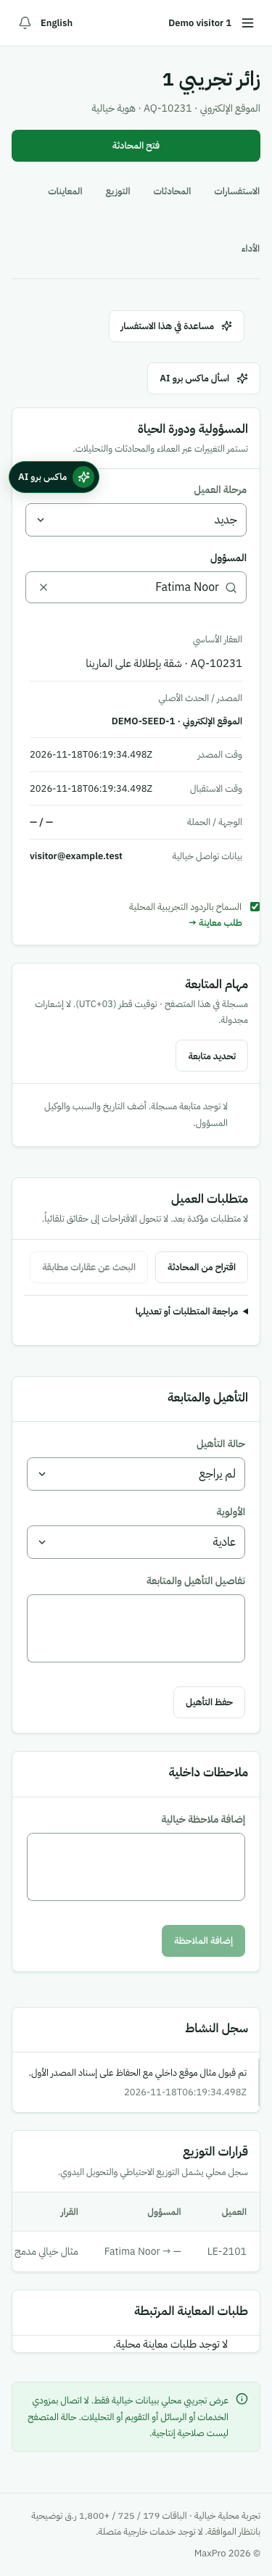 Demo visitor 1
English
زائر تجريبي 1
الموقع الإلكتروني · AQ-10231 · هوية خيالية
فتح المحادثة
الاستفسارات
المحادثات
التوزيع
المعاينات
الأداء
مساعدة في هذا الاستفسار
اسأل ماكس برو AI
المسؤولية ودورة الحياة
تستمر التغييرات عبر العملاء والمحادثات والتحليلات.
ماكس برو AI
مرحلة العميل
جديد
المسؤول
Fatima Noor
العقار الأساسي
AQ-10231 · شقة بإطلالة على المارينا
المصدر / الحدث الأصلي
الموقع الإلكتروني · DEMO-SEED-1
وقت المصدر
2026-11-18T06:19:34.498Z
وقت الاستقبال
2026-11-18T06:19:34.498Z
الوجهة / الحملة
— / —
بيانات تواصل خيالية
visitor@example.test
السماح بالردود التجريبية المحلية
طلب معاينة →
مهام المتابعة
مسجلة في هذا المتصفح · توقيت قطر (UTC+03). لا إشعارات
مجدولة.
تحديد متابعة
لا توجد متابعة مسجلة. أضف التاريخ والسبب والوكيل
المسؤول.
متطلبات العميل
لا متطلبات مؤكدة بعد. لا تتحول الاقتراحات إلى حقائق تلقائياً.
اقتراح من المحادثة
البحث عن عقارات مطابقة
مراجعة المتطلبات أو تعديلها
التأهيل والمتابعة
حالة التأهيل
لم يراجع
الأولوية
عادية
تفاصيل التأهيل والمتابعة
حفظ التأهيل
ملاحظات داخلية
إضافة ملاحظة خيالية
إضافة الملاحظة
سجل النشاط
تم قبول مثال موقع داخلي مع الحفاظ على إسناد المصدر الأول.
2026-11-18T06:19:34.498Z
قرارات التوزيع
سجل محلي يشمل التوزيع الاحتياطي والتحويل اليدوي.
العميل
المسؤول
القرار
LE-2101
— → Fatima Noor
مثال خيالي مدمج
طلبات المعاينة المرتبطة
لا توجد طلبات معاينة محلية.
عرض تجريبي محلي ببيانات خيالية فقط. لا اتصال بمزودي
الخدمات أو الرسائل أو التقويم أو التحليلات. حالة المتصفح
ليست صلاحية إنتاجية.
تجربة محلية خيالية · الباقات 179 / 725 / +1,800 ر.ق توضيحية
بانتظار الموافقة. لا توجد خدمات خارجية متصلة.
© 2026 MaxPro